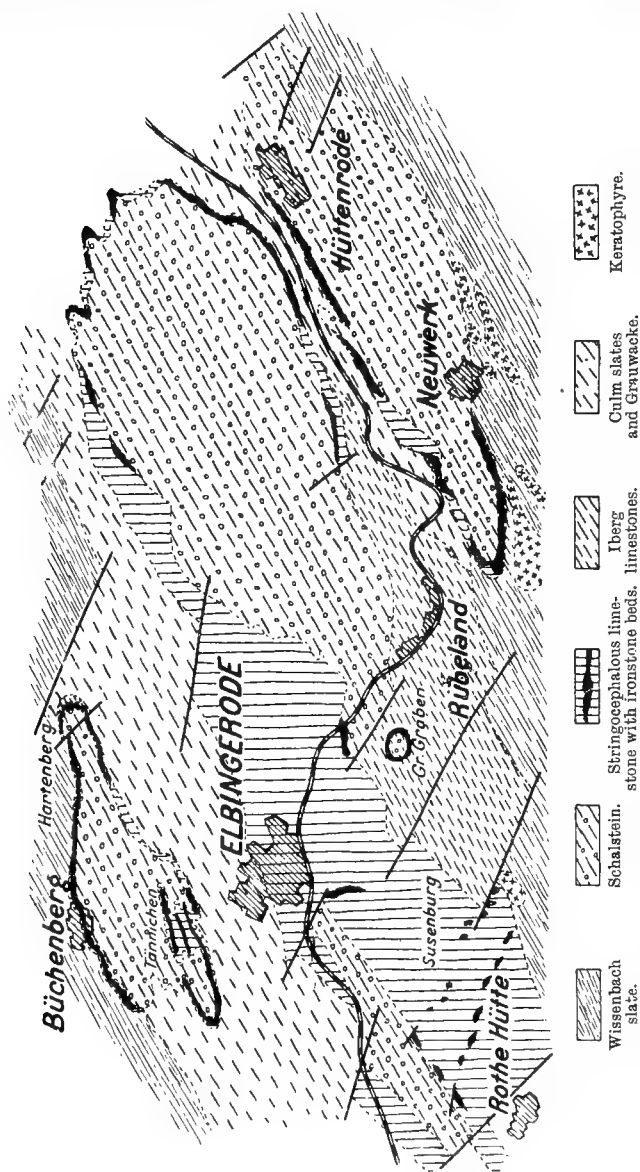 Büchenberg
Hartenberg
Tännichen
ELBINGERODE
Hüttenrode
Neuwerk
Rübeland
Gr. Graben
Susenburg
Rothe Hütte
Wissenbach
slate.
Schalstein.
Stringocephalous lime-
stone with ironstone beds.
Iberg
limestones.
Culm slates
and Grauwacke.
Keratophyre.